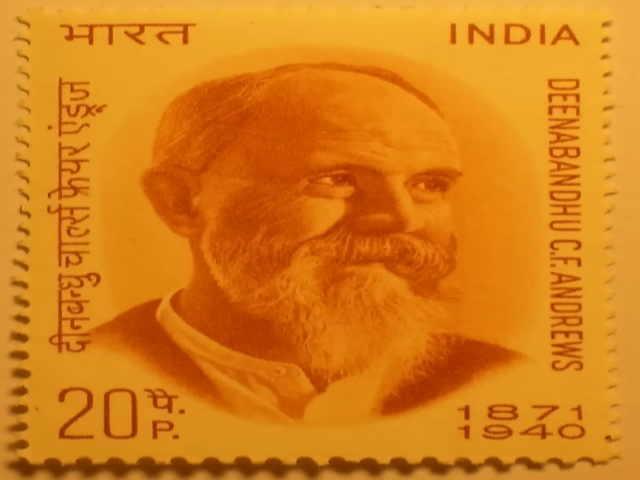 भारत
INDIA
दीनबन्धु चार्ल्स फ्रेयर एंड्रूज़
DEENABANDHU C.F. ANDREWS
20 पै.
P.
1871
1940